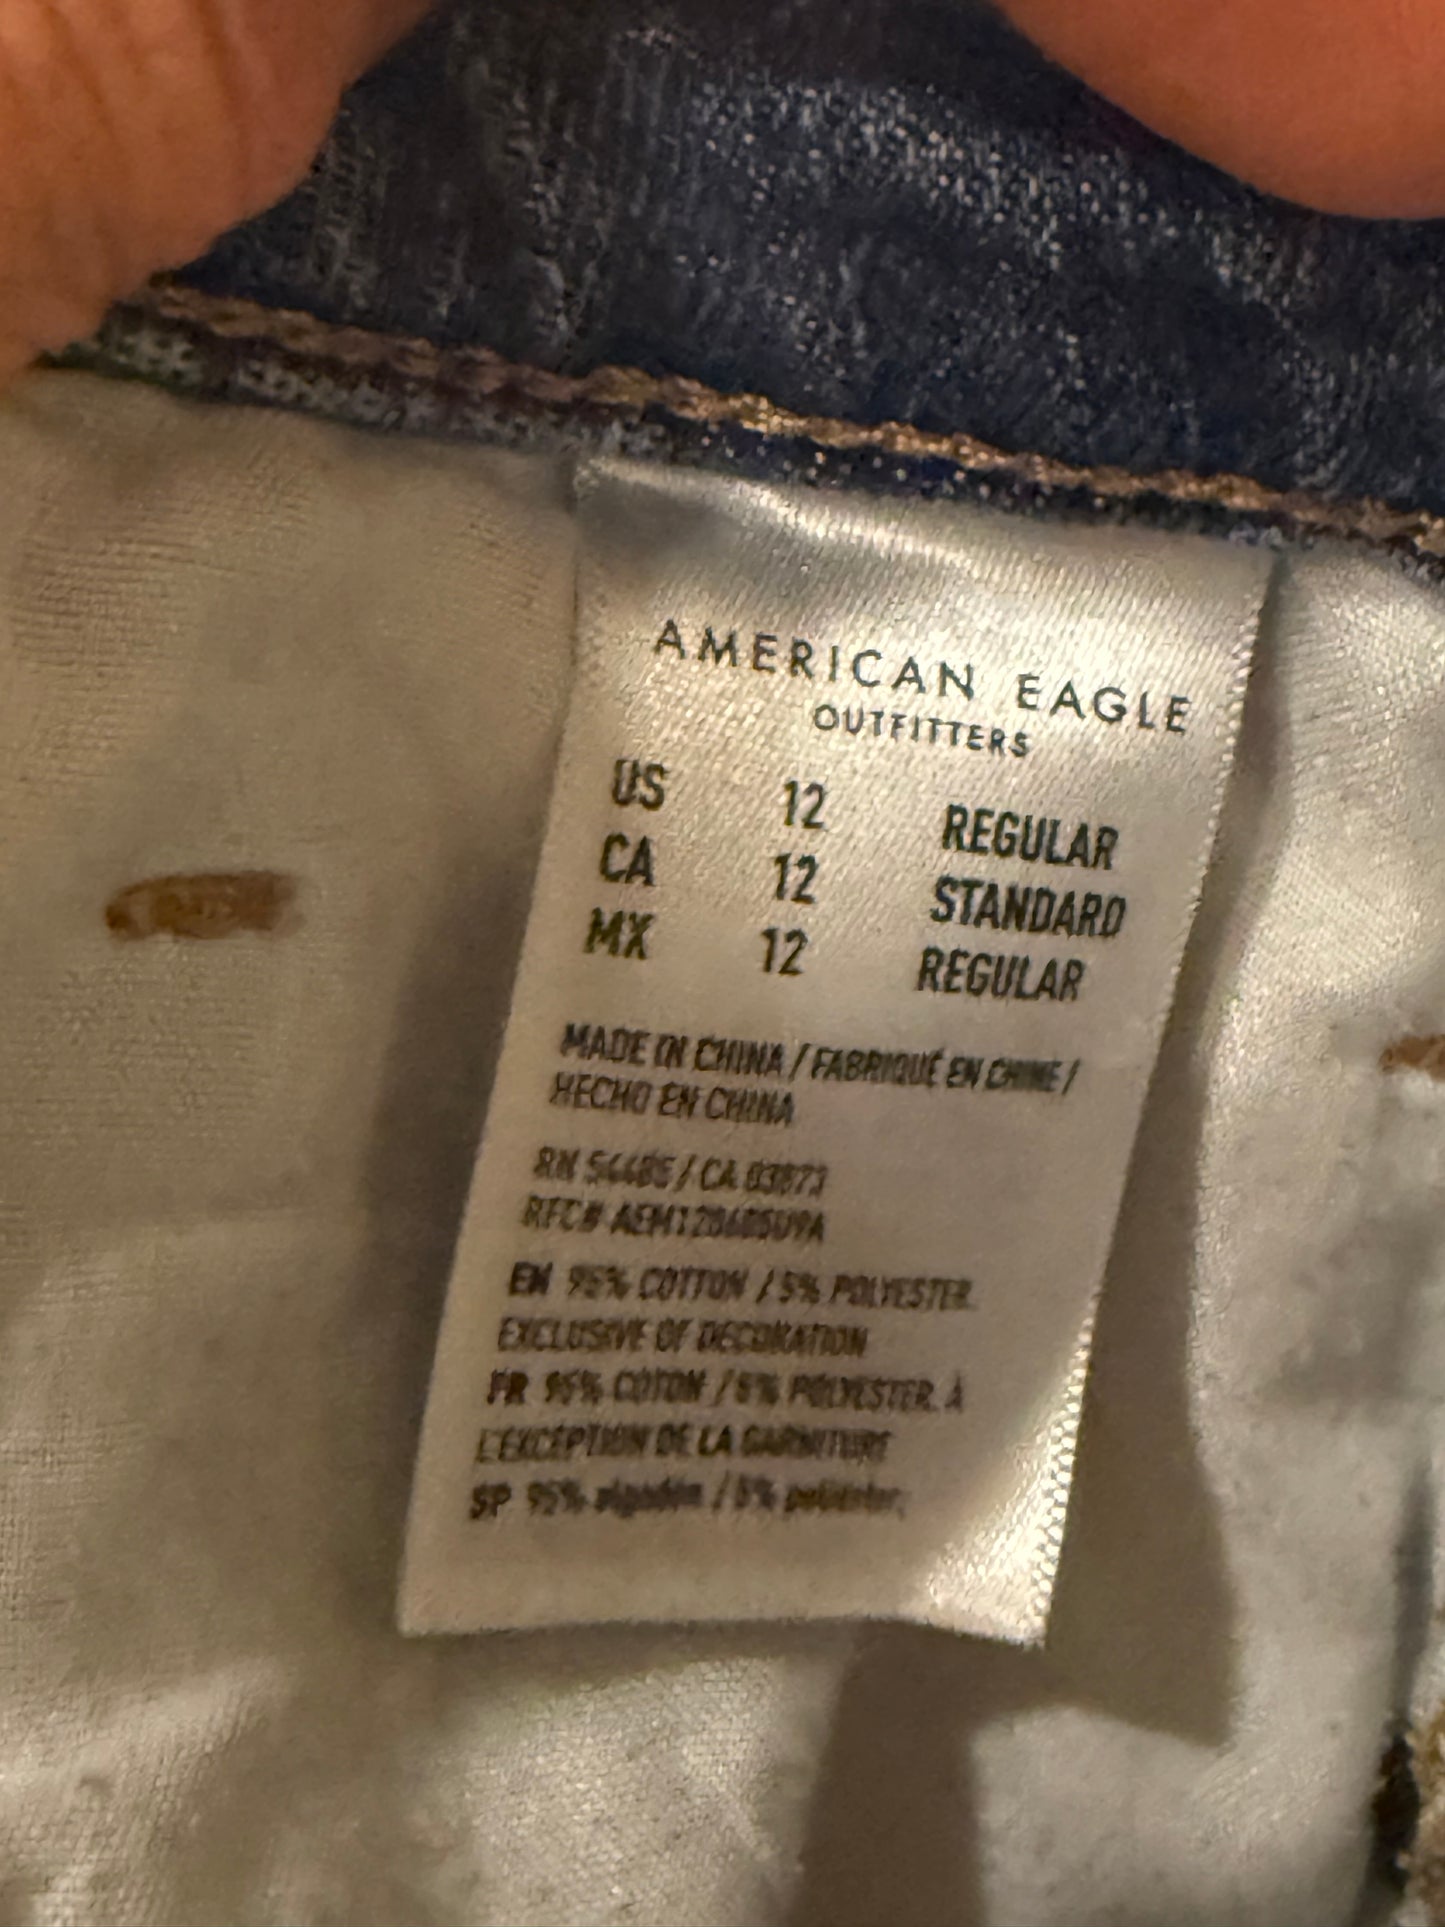 AMERICAN EAGLE
OUTFITTERS
US 12 REGULAR
CA 12 STANDARD
MX 12 REGULAR
MADE IN CHINA / FABRIQUÉ EN CHINE /
HECHO EN CHINA
RN 54485 / CA 03873
RFC#
EN 95% COTTON / 5% POLYESTER.
EXCLUSIVE OF DECORATION
FR 95% COTON / 5% POLYESTER. À
L'EXCEPTION DE LA GARNITURE
SP 95% algodón / 5% poliéster;